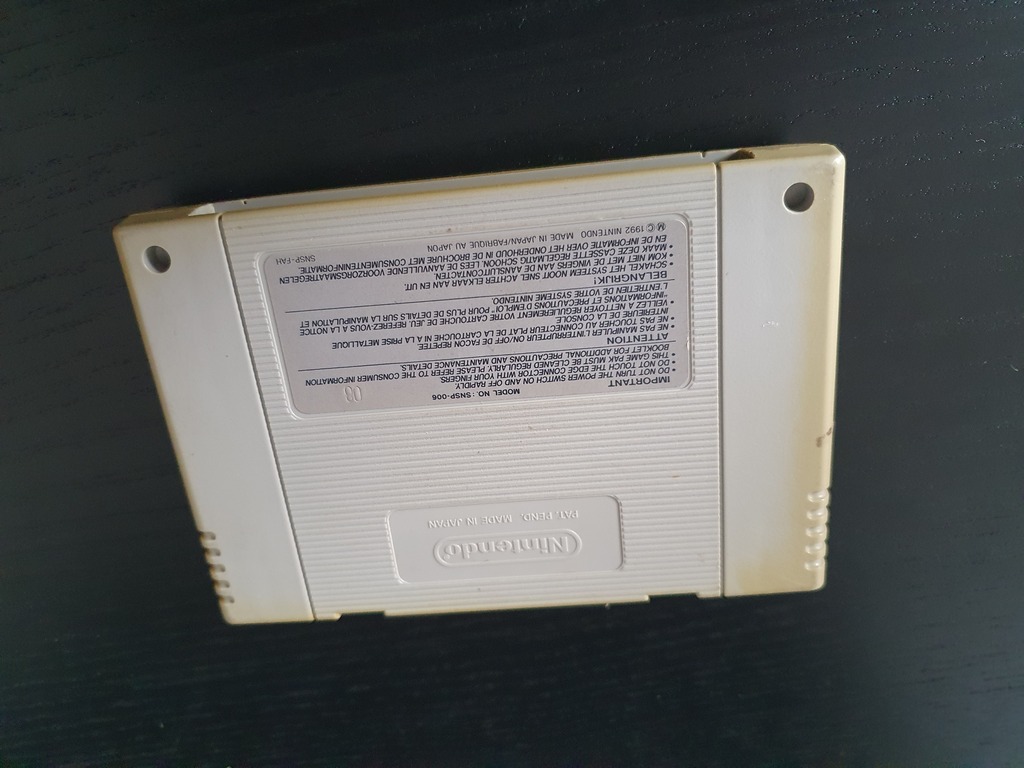 Nintendo
PAT. PEND. MADE IN JAPAN
MODEL NO. : SNSP-006
03
IMPORTANT
• DO NOT TURN THE POWER SWITCH ON AND OFF RAPIDLY.
• DO NOT TOUCH THE EDGE CONNECTOR WITH YOUR FINGERS.
• THIS GAME PAK MUST BE CLEANED REGULARLY. PLEASE REFER TO THE CONSUMER INFORMATION
BOOKLET FOR ADDITIONAL PRECAUTIONS AND MAINTENANCE DETAILS.
ATTENTION
• NE PAS MANIPULER L'INTERRUPTEUR ON/OFF DE FACON REPETEE.
• NE PAS TOUCHER AU CONNECTEUR PLAT DE LA CARTOUCHE NI A LA PRISE METALIQUE
INTERIEURE DE LA CONSOLE.
• VEILLEZ A NETTOYER REGULIEREMENT VOTRE CARTOUCHE DE JEU. REFEREZ-VOUS A LA NOTICE
"INFORMATIONS ET PRECAUTIONS D'EMPLOI" POUR PLUS DE DETAILS SUR LA MANIPULATION ET
L'ENTRETIEN DE VOTRE SYSTEME NINTENDO.
BELANGRIJK!
• SCHAKEL HET SYSTEEM NOOIT SNEL ACHTER ELKAAR AAN EN UIT.
• KOM NIET MET DE VINGERS AAN DE AANSLUITCONTACTEN.
• MAAK DEZE CASSETTE REGELMATIG SCHOON. LEES DE AANVULLENDE VOORZORGSMAATREGELEN
EN DE INFORMATIE OVER HET ONDERHOUD IN DE BROCHURE MET CONSUMENTENINFORMATIE.
M © 1992 NINTENDO MADE IN JAPAN/FABRIQUE AU JAPON
SNSP-FAH